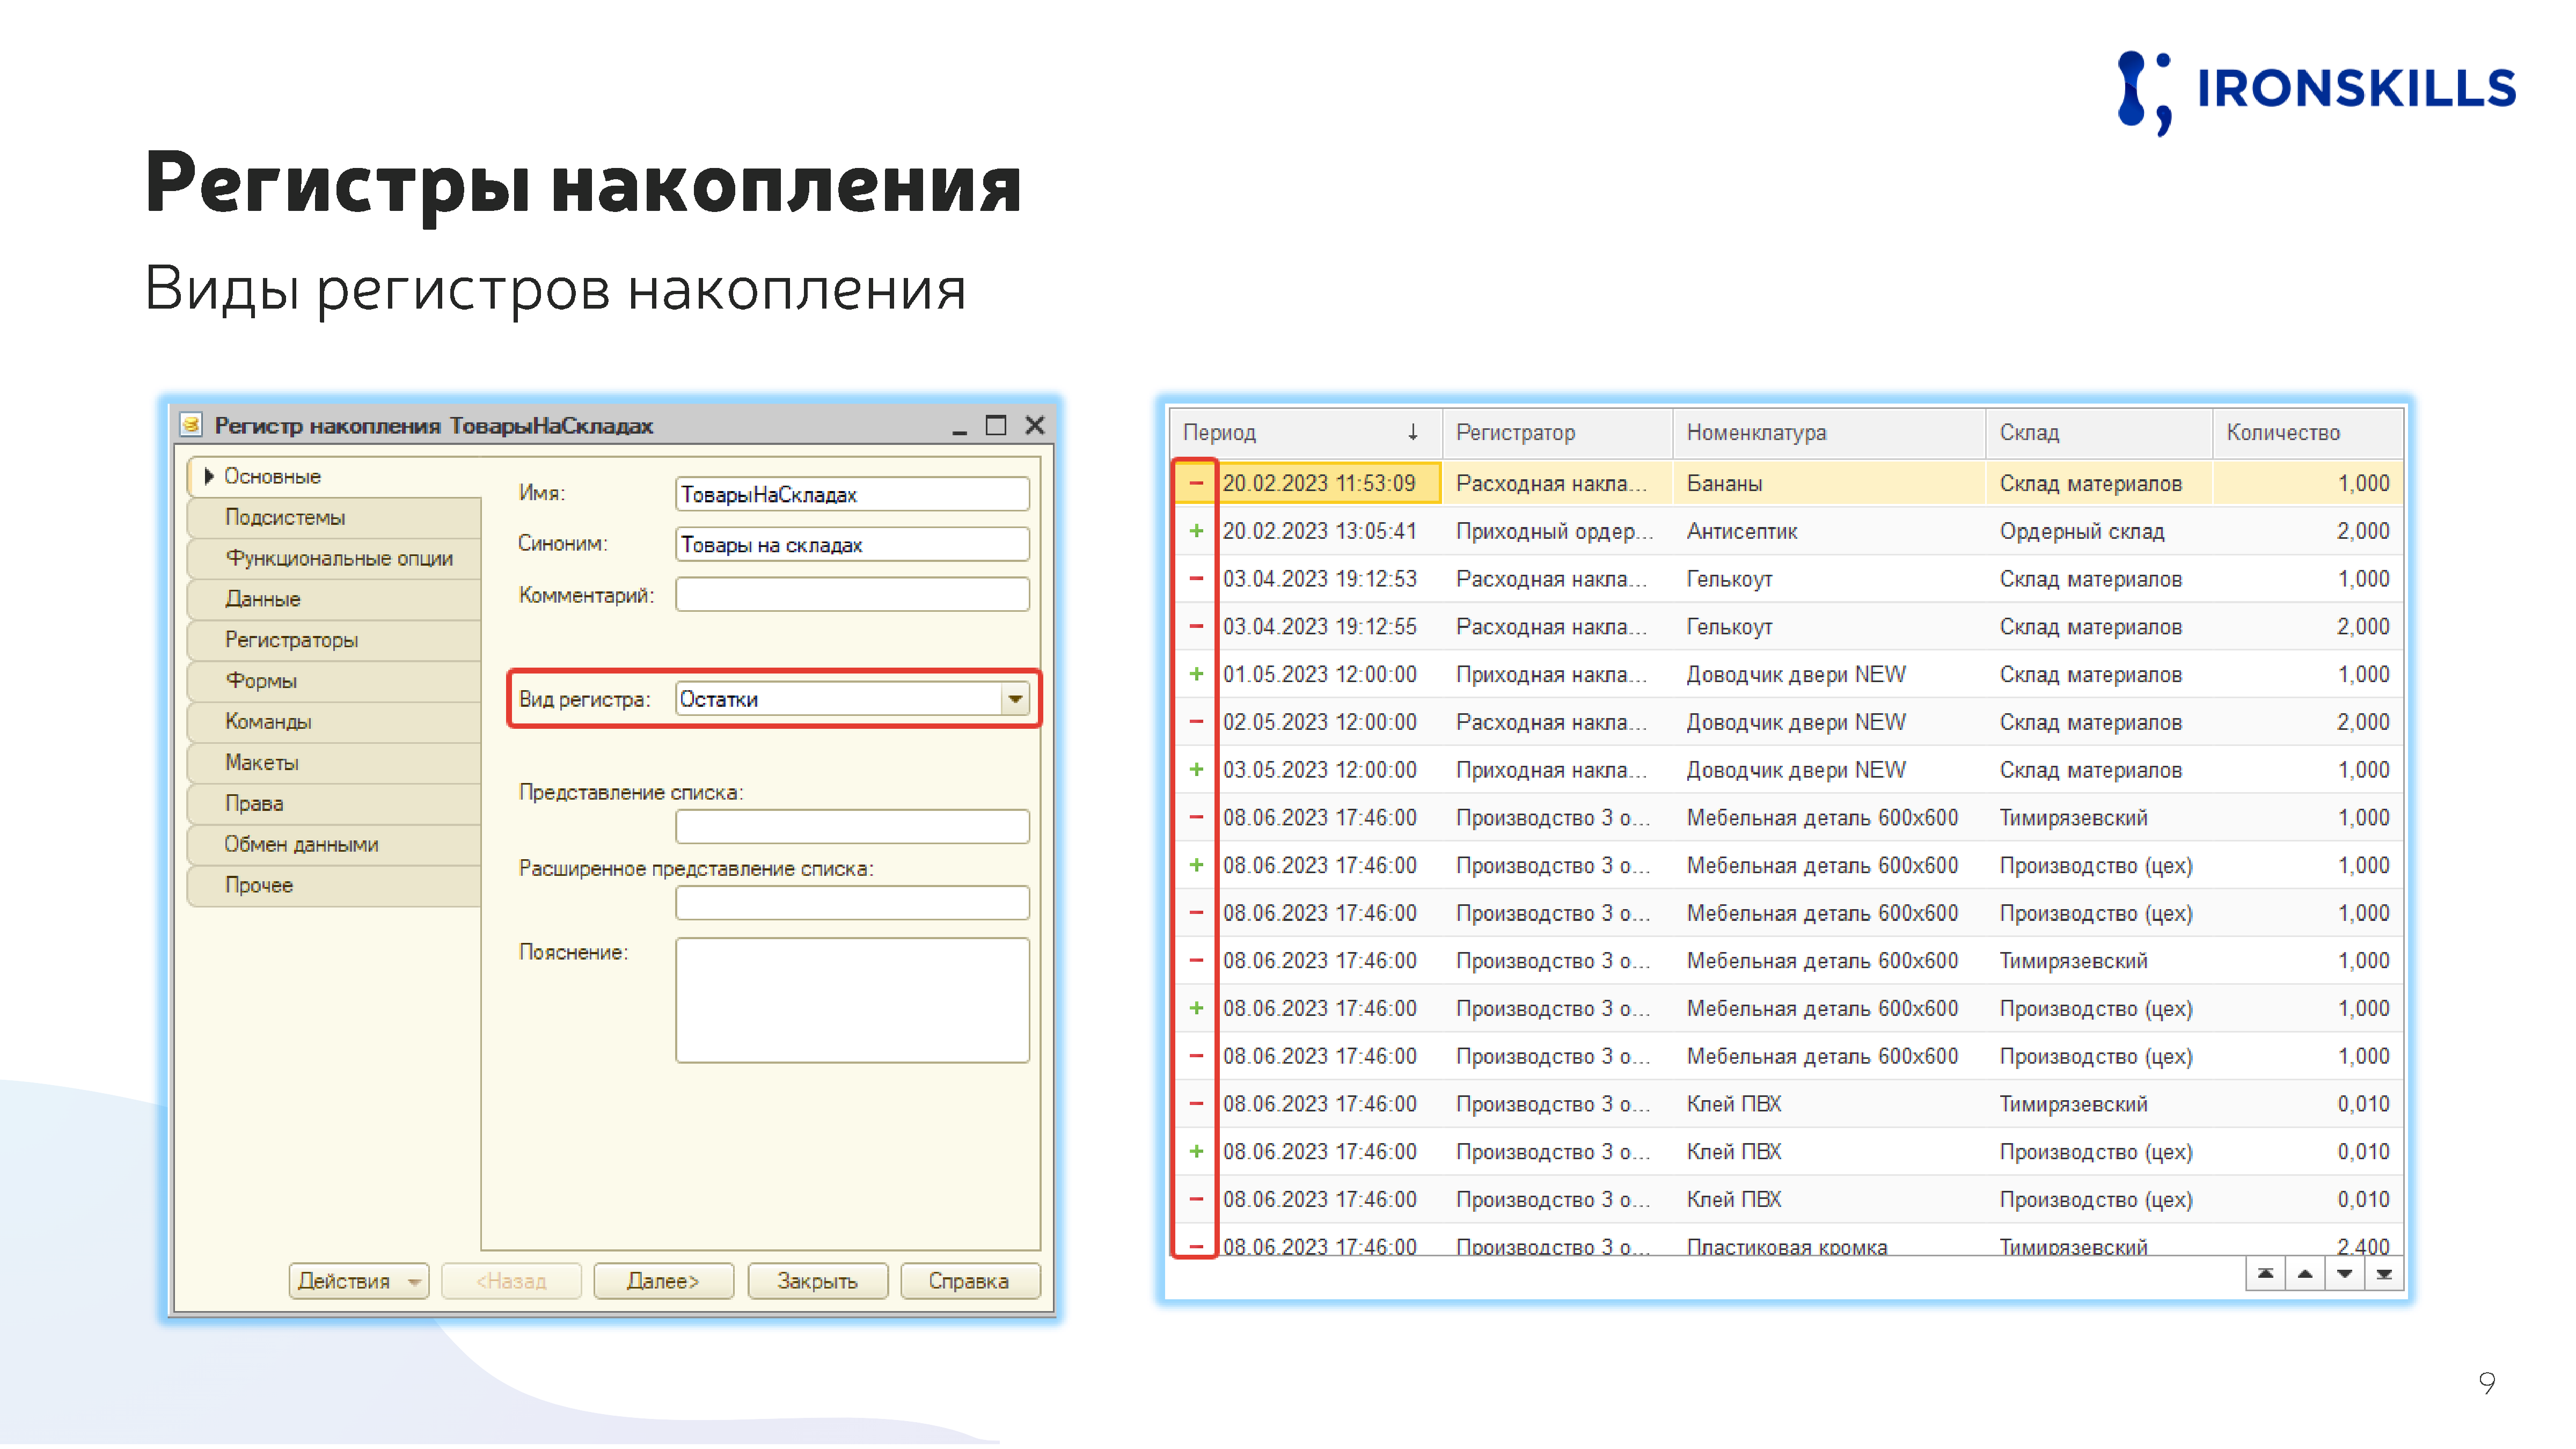 IRONSKILLS
Регистры накопления
Виды регистров накопления
Регистр накопления ТоварыНаСкладах
Основные
Подсистемы
Функциональные опции
Данные
Регистраторы
Формы
Команды
Макеты
Права
Обмен данными
Прочее
Имя: ТоварыНаСкладах
Синоним: Товары на складах
Комментарий:
Вид регистра: Остатки
Представление списка:
Расширенное представление списка:
Пояснение:
Действия <Назад Далее> Закрыть Справка
Период ↓ Регистратор Номенклатура Склад Количество
− 20.02.2023 11:53:09 Расходная накла... Бананы Склад материалов 1,000
+ 20.02.2023 13:05:41 Приходный ордер... Антисептик Ордерный склад 2,000
− 03.04.2023 19:12:53 Расходная накла... Гелькоут Склад материалов 1,000
− 03.04.2023 19:12:55 Расходная накла... Гелькоут Склад материалов 2,000
+ 01.05.2023 12:00:00 Приходная накла... Доводчик двери NEW Склад материалов 1,000
− 02.05.2023 12:00:00 Расходная накла... Доводчик двери NEW Склад материалов 2,000
+ 03.05.2023 12:00:00 Приходная накла... Доводчик двери NEW Склад материалов 1,000
− 08.06.2023 17:46:00 Производство 3 о... Мебельная деталь 600х600 Тимирязевский 1,000
+ 08.06.2023 17:46:00 Производство 3 о... Мебельная деталь 600х600 Производство (цех) 1,000
− 08.06.2023 17:46:00 Производство 3 о... Мебельная деталь 600х600 Производство (цех) 1,000
− 08.06.2023 17:46:00 Производство 3 о... Мебельная деталь 600х600 Тимирязевский 1,000
+ 08.06.2023 17:46:00 Производство 3 о... Мебельная деталь 600х600 Производство (цех) 1,000
− 08.06.2023 17:46:00 Производство 3 о... Мебельная деталь 600х600 Производство (цех) 1,000
− 08.06.2023 17:46:00 Производство 3 о... Клей ПВХ Тимирязевский 0,010
+ 08.06.2023 17:46:00 Производство 3 о... Клей ПВХ Производство (цех) 0,010
− 08.06.2023 17:46:00 Производство 3 о... Клей ПВХ Производство (цех) 0,010
− 08.06.2023 17:46:00 Производство 3 о... Пластиковая кромка Тимирязевский 2,400
9